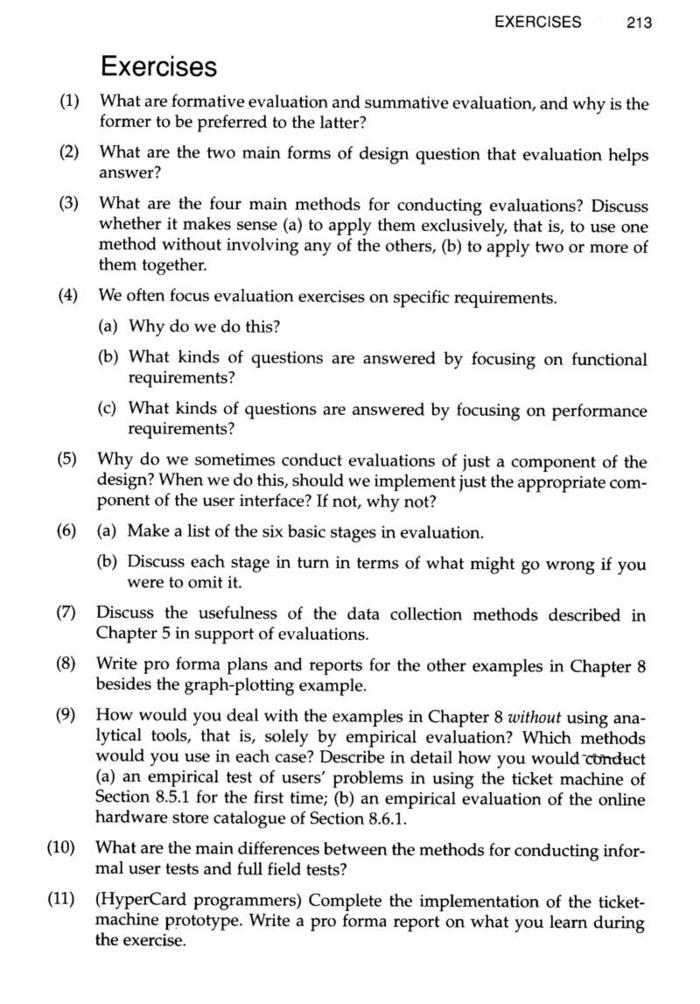 EXERCISES 213
Exercises
(1) What are formative evaluation and summative evaluation, and why is the
former to be preferred to the latter?
(2) What are the two main forms of design question that evaluation helps
answer?
(3) What are the four main methods for conducting evaluations? Discuss
whether it makes sense (a) to apply them exclusively, that is, to use one
method without involving any of the others, (b) to apply two or more of
them together.
(4) We often focus evaluation exercises on specific requirements.
(a) Why do we do this?
(b) What kinds of questions are answered by focusing on functional
requirements?
(c) What kinds of questions are answered by focusing on performance
requirements?
(5) Why do we sometimes conduct evaluations of just a component of the
design? When we do this, should we implement just the appropriate com-
ponent of the user interface? If not, why not?
(6) (a) Make a list of the six basic stages in evaluation.
(b) Discuss each stage in turn in terms of what might go wrong if you
were to omit it.
(7) Discuss the usefulness of the data collection methods described in
Chapter 5 in support of evaluations.
(8) Write pro forma plans and reports for the other examples in Chapter 8
besides the graph-plotting example.
(9) How would you deal with the examples in Chapter 8 without using ana-
lytical tools, that is, solely by empirical evaluation? Which methods
would you use in each case? Describe in detail how you would conduct
(a) an empirical test of users' problems in using the ticket machine of
Section 8.5.1 for the first time; (b) an empirical evaluation of the online
hardware store catalogue of Section 8.6.1.
(10) What are the main differences between the methods for conducting infor-
mal user tests and full field tests?
(11) (HyperCard programmers) Complete the implementation of the ticket-
machine prototype. Write a pro forma report on what you learn during
the exercise.